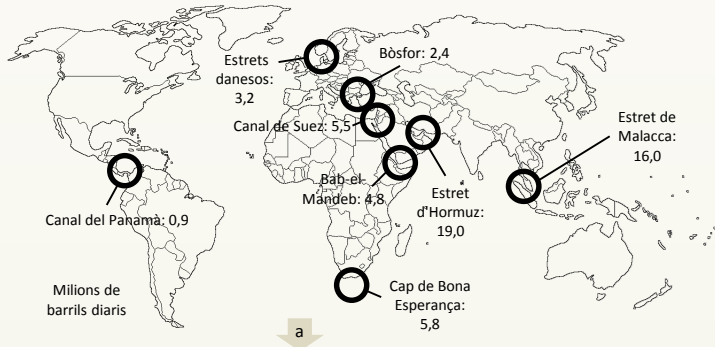 Estrets
danesos:
3,2
Bòsfor: 2,4
Canal de Suez: 5,5
Estret de
Malacca:
16,0
Bab-el-
Mandeb: 4,8
Estret
d'Hormuz:
19,0
Canal del Panamà: 0,9
Milions de
barrils diaris
Cap de Bona
Esperança:
5,8
a